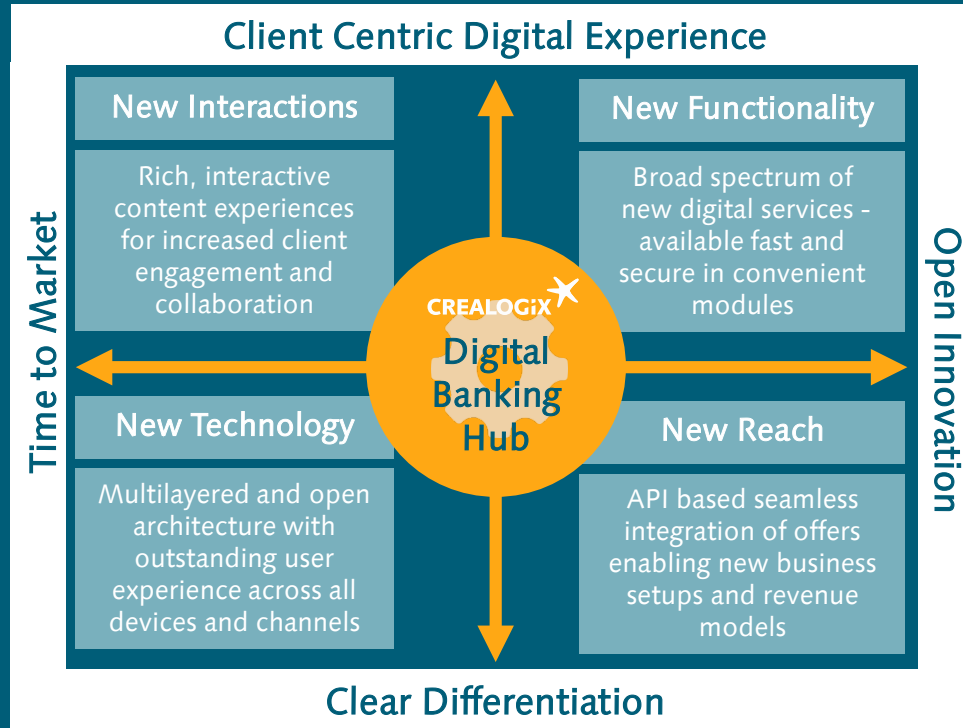 Client Centric Digital Experience
New Interactions
Rich, interactive
content experiences
for increased client
engagement and
collaboration
New Functionality
Broad spectrum of
new digital services -
available fast and
secure in convenient
modules
Time to Market
CREALOGiX
Digital
Banking
Hub
Open Innovation
New Technology
Multilayered and open
architecture with
outstanding user
experience across all
devices and channels
New Reach
API based seamless
integration of offers
enabling new business
setups and revenue
models
Clear Differentiation